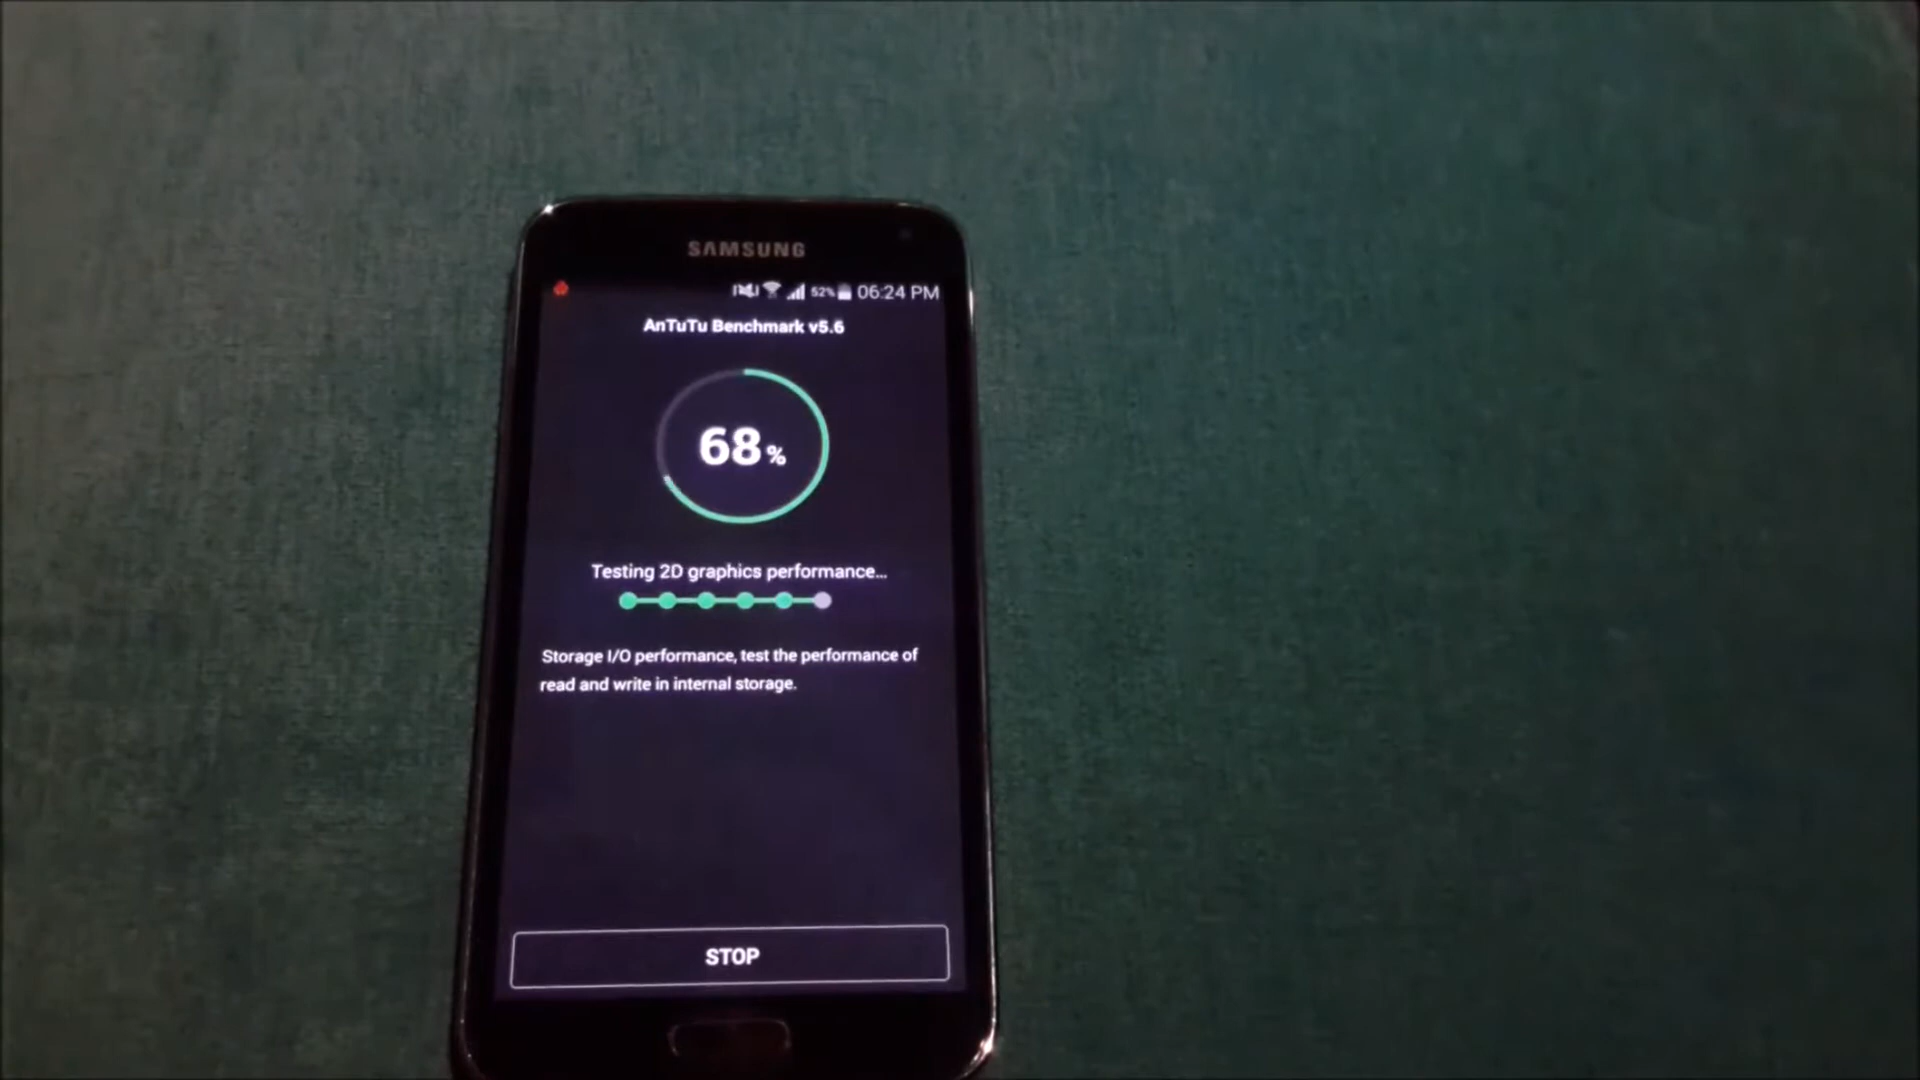 SAMSUNG
52% 06:24 PM
AnTuTu Benchmark v5.6
68%
Testing 2D graphics performance...
Storage I/O performance, test the performance of
read and write in internal storage.
STOP